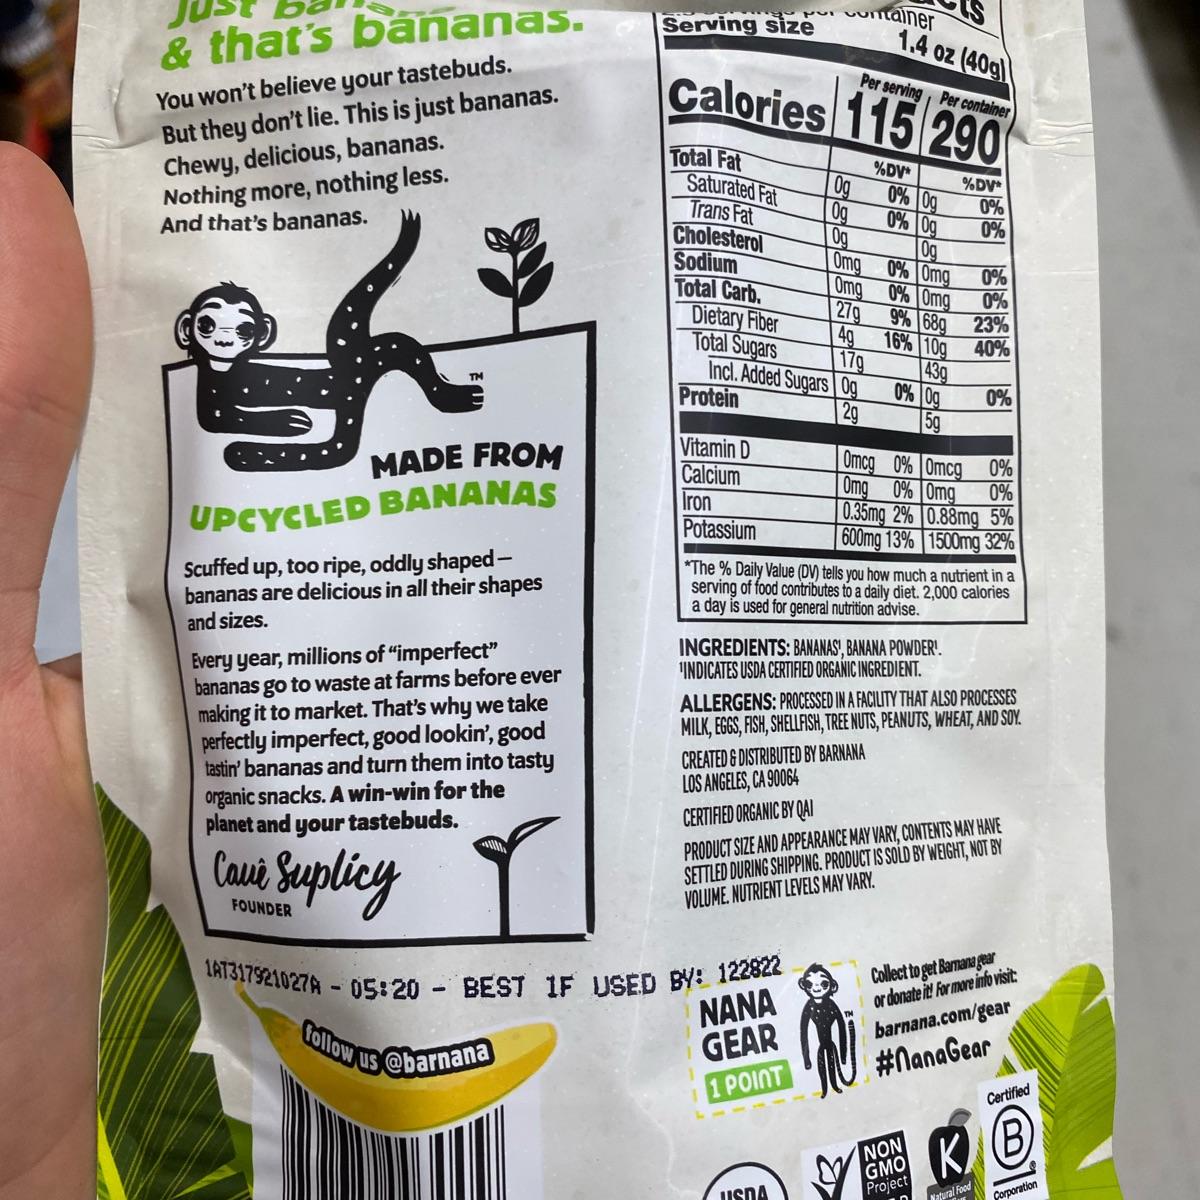 Just
& that's bananas.
You won't believe your tastebuds.
But they don't lie. This is just bananas.
Chewy, delicious, bananas.
Nothing more, nothing less.
And that's bananas.
TM
MADE FROM
UPCYCLED BANANAS
Scuffed up, too ripe, oddly shaped –
bananas are delicious in all their shapes
and sizes.
Every year, millions of “imperfect”
bananas go to waste at farms before ever
making it to market. That's why we take
perfectly imperfect, good lookin', good
tastin' bananas and turn them into tasty
organic snacks. A win-win for the
planet and your tastebuds.
Cauê Suplicy
FOUNDER
1AT317921027A - 05:20 - BEST IF USED BY: 122822
follow us @barnana
container
Serving size 1.4 oz (40g)
Per serving Per container
Calories 115 290
%DV* %DV*
Total Fat 0g 0% 0g 0%
Saturated Fat 0g 0% 0g 0%
Trans Fat 0g 0g
Cholesterol 0mg 0% 0mg 0%
Sodium 0mg 0% 0mg 0%
Total Carb. 27g 9% 68g 23%
Dietary Fiber 4g 16% 10g 40%
Total Sugars 17g 43g
Incl. Added Sugars 0g 0% 0g 0%
Protein 2g 5g
Vitamin D 0mcg 0% 0mcg 0%
Calcium 0mg 0% 0mg 0%
Iron 0.35mg 2% 0.88mg 5%
Potassium 600mg 13% 1500mg 32%
*The % Daily Value (DV) tells you how much a nutrient in a
serving of food contributes to a daily diet. 2,000 calories
a day is used for general nutrition advise.
INGREDIENTS: BANANAS¹, BANANA POWDER¹.
¹INDICATES USDA CERTIFIED ORGANIC INGREDIENT.
ALLERGENS: PROCESSED IN A FACILITY THAT ALSO PROCESSES
MILK, EGGS, FISH, SHELLFISH, TREE NUTS, PEANUTS, WHEAT, AND SOY.
CREATED & DISTRIBUTED BY BARNANA
LOS ANGELES, CA 90064
CERTIFIED ORGANIC BY QAI
PRODUCT SIZE AND APPEARANCE MAY VARY, CONTENTS MAY HAVE
SETTLED DURING SHIPPING. PRODUCT IS SOLD BY WEIGHT, NOT BY
VOLUME. NUTRIENT LEVELS MAY VARY.
NANA
GEAR
1 POINT
TM
Collect to get Barnana gear
or donate it! For more info visit:
barnana.com/gear
#NanaGear
USDA
NON
GMO
Project
K
Natural Food
Certified
B
®
Corporation